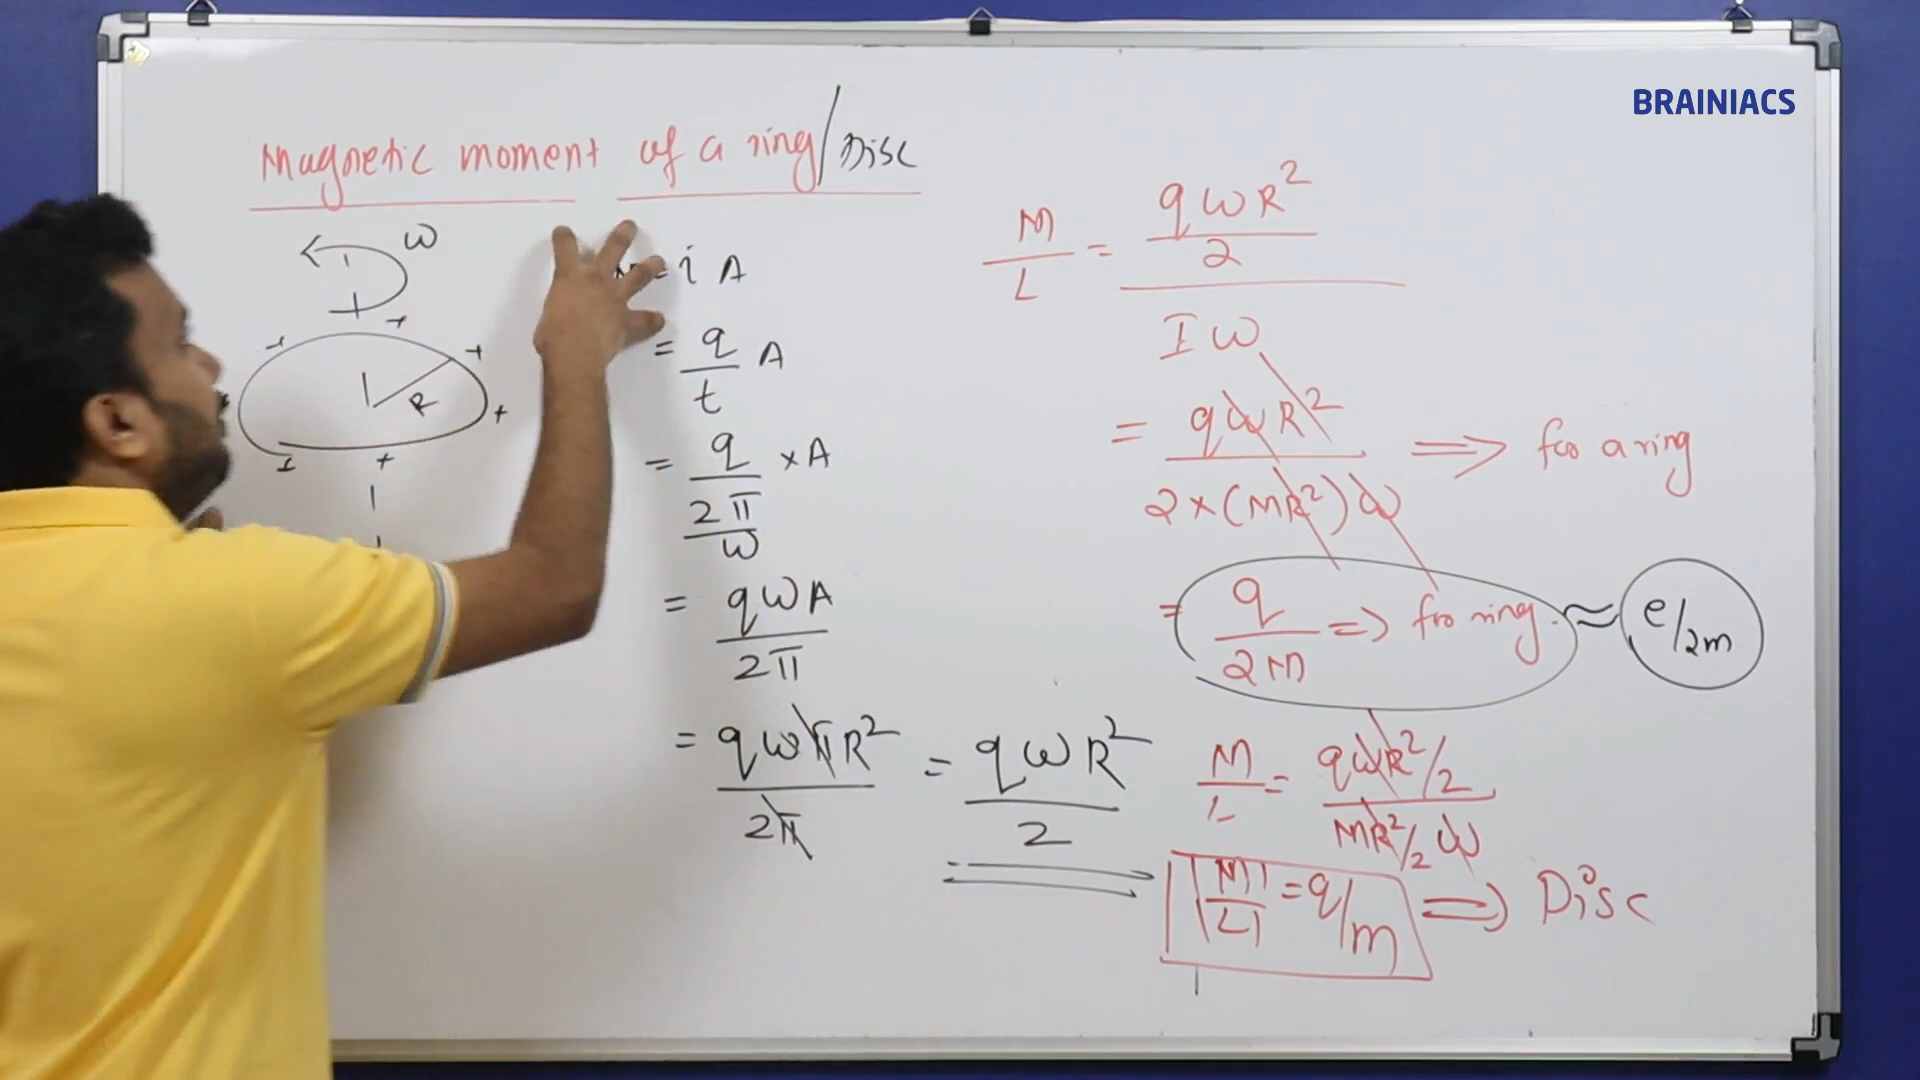 BRAINIACS
Magnetic moment of a ring/Disc
ω
R
= i A
= q/t A
= q/(2π/ω) × A
= qωA/2π
= qωπR²/2π = qωR²/2
M/L = (qωR²/2)/(Iω)
= qωR²/(2×(MR²)ω) ⟹ for a ring
= q/2M => for ring. ≈ e/2m
M/L = (qωR²/2)/(MR²/2 ω)
|M/L| = q/m ⟹ Disc